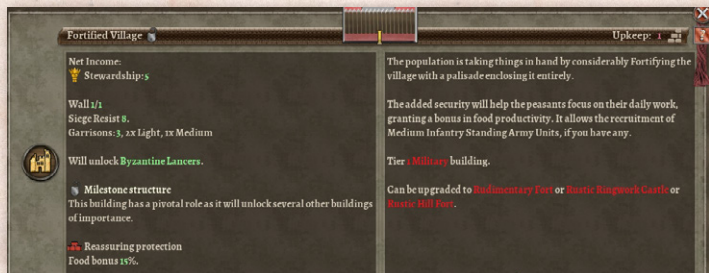 Fortified Village
Upkeep: 1
Net Income:
Stewardship: 5
Wall 1/1
Siege Resist 8.
Garrisons: 3, 2x Light, 1x Medium
Will unlock Byzantine Lancers.
Milestone structure
This building has a pivotal role as it will unlock several other buildings
of importance.
Reassuring protection
Food bonus 15%.
The population is taking things in hand by considerably Fortifying the
village with a palisade enclosing it entirely.
The added security will help the peasants focus on their daily work,
granting a bonus in food productivity. It allows the recruitment of
Medium Infantry Standing Army Units, if you have any.
Tier 1 Military building.
Can be upgraded to Rudimentary Fort or Rustic Ringwork Castle or
Rustic Hill Fort.